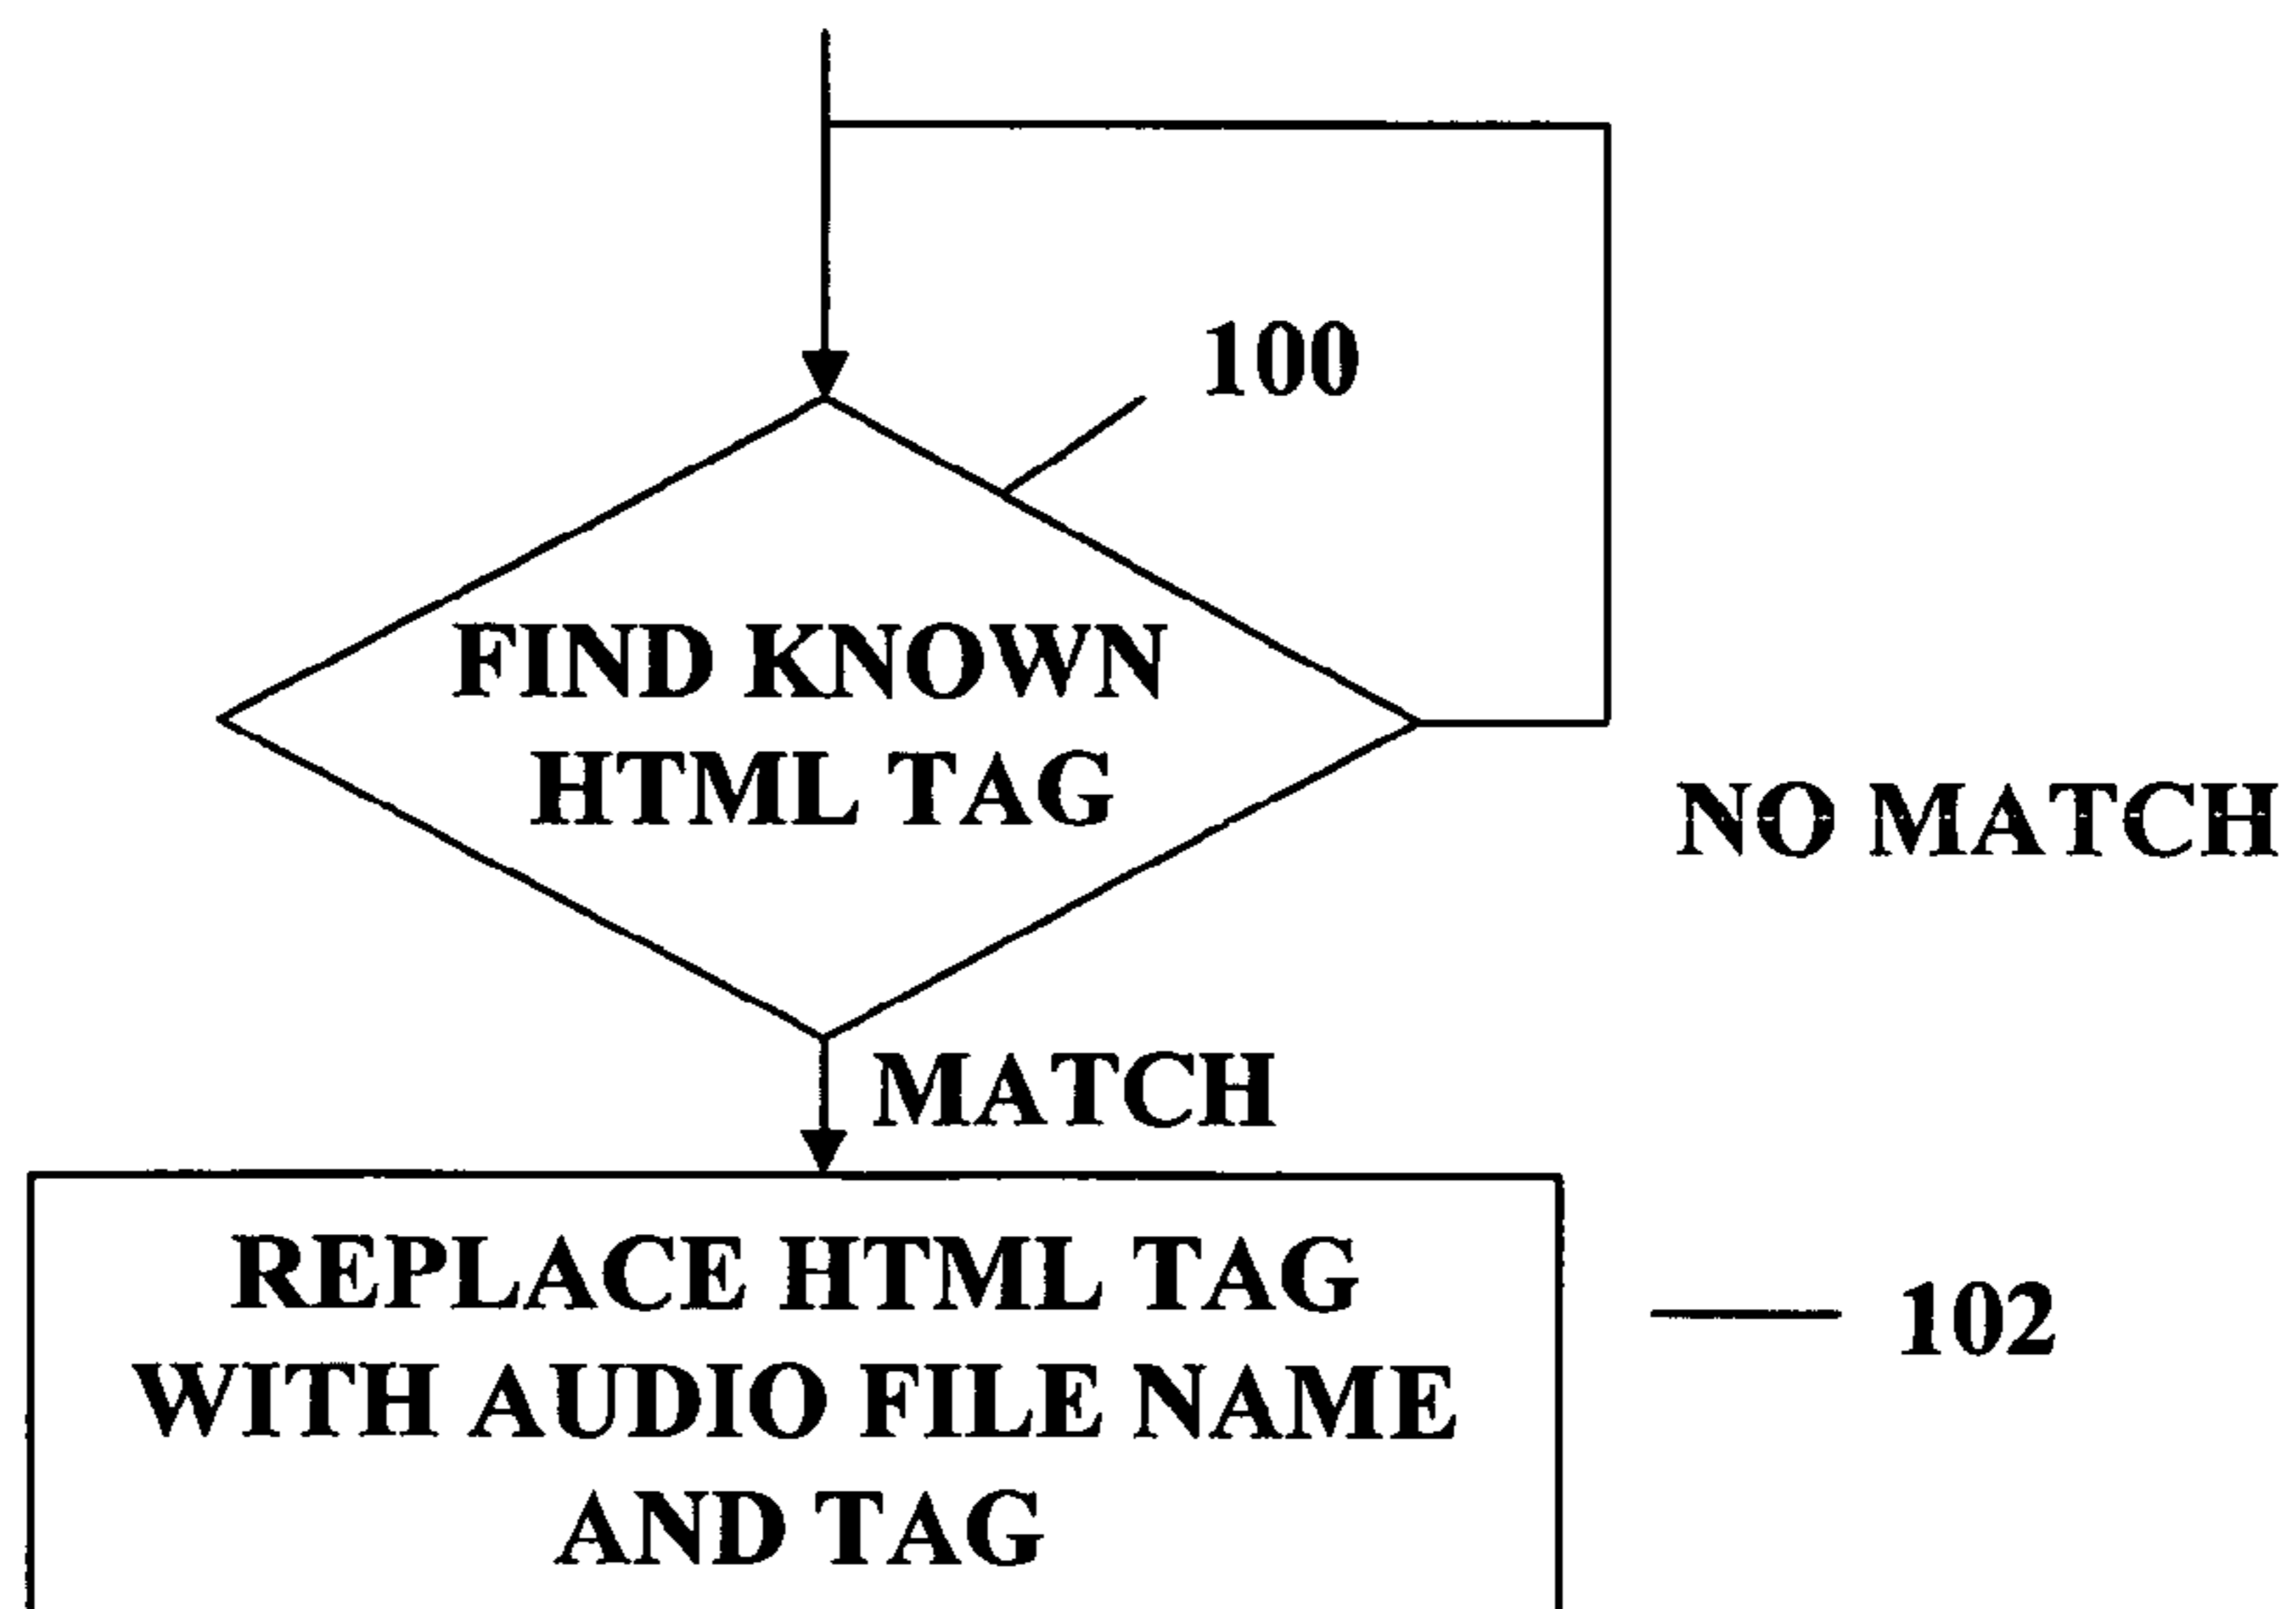 100
FIND KNOWN
HTML TAG
NO MATCH
MATCH
REPLACE HTML TAG
WITH AUDIO FILE NAME
AND TAG
102